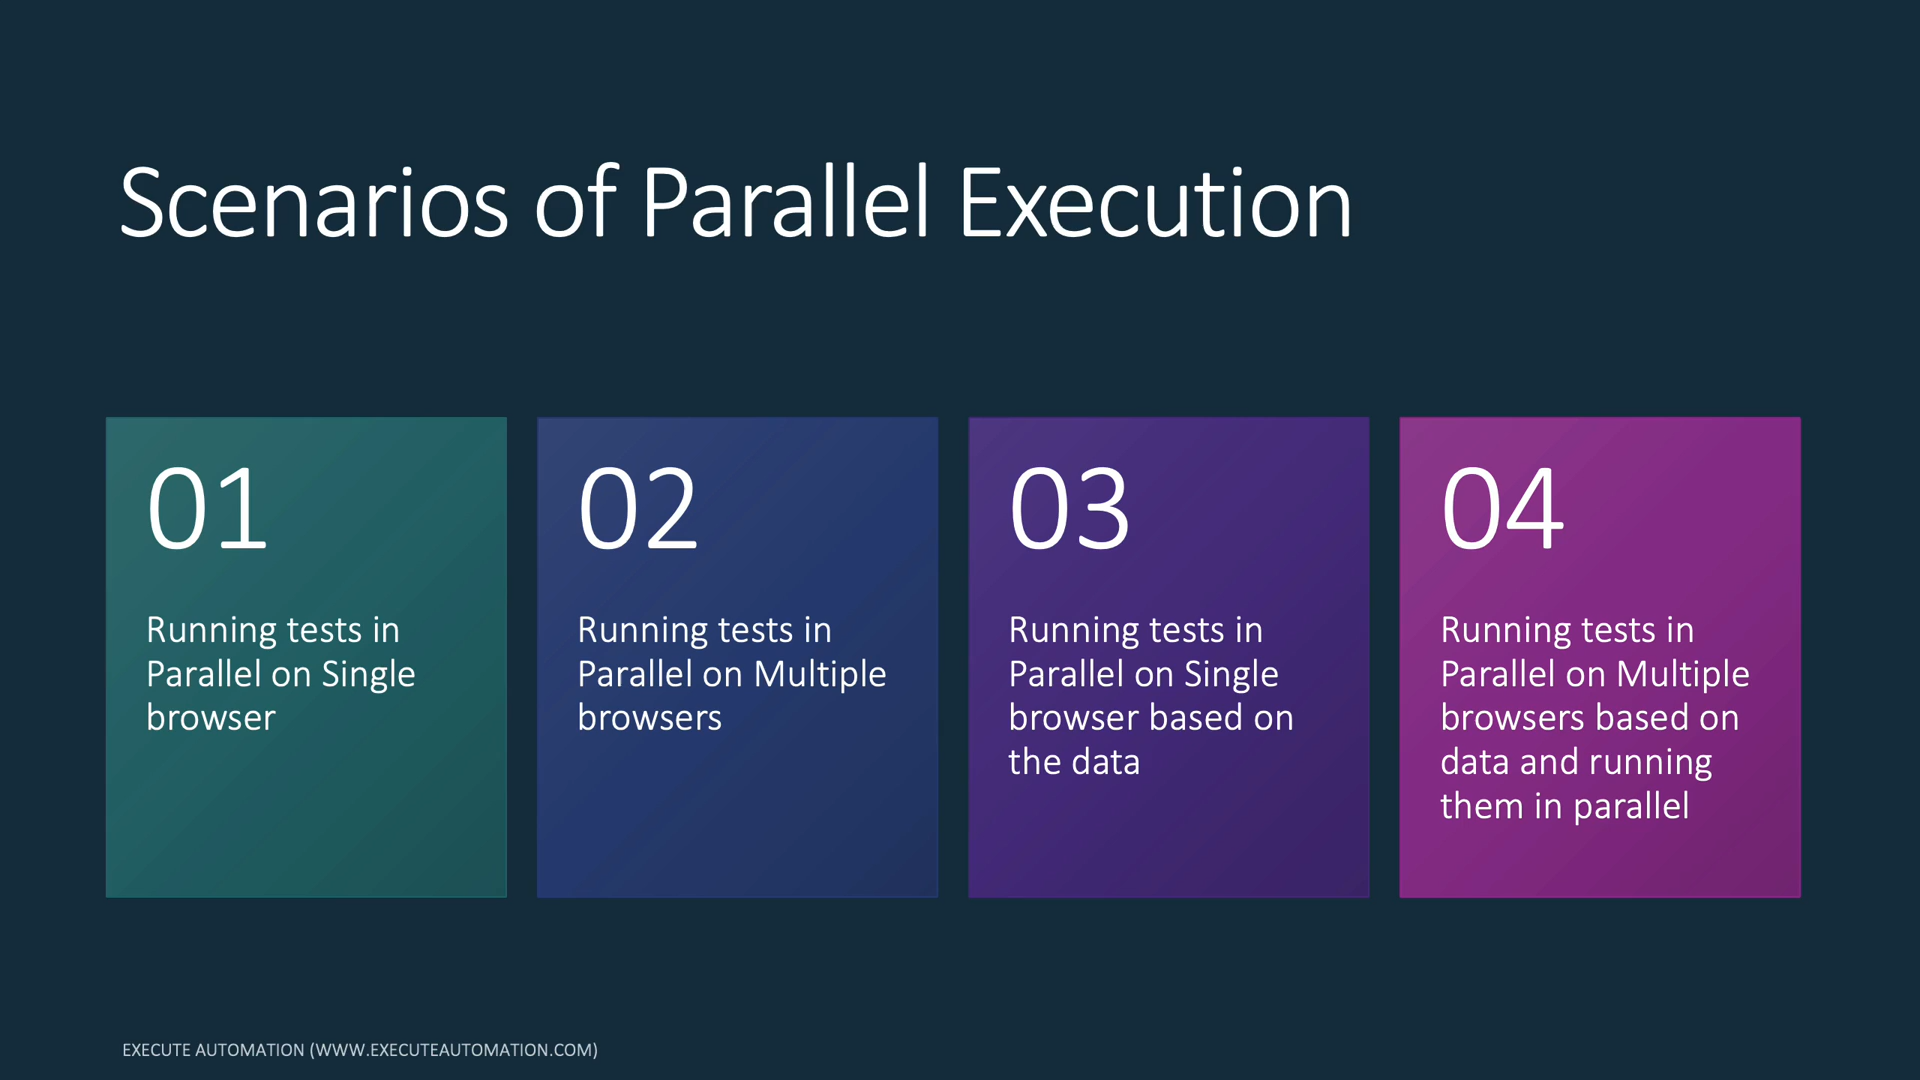 Scenarios of Parallel Execution
01
Running tests in
Parallel on Single
browser
02
Running tests in
Parallel on Multiple
browsers
03
Running tests in
Parallel on Single
browser based on
the data
04
Running tests in
Parallel on Multiple
browsers based on
data and running
them in parallel
EXECUTE AUTOMATION (WWW.EXECUTEAUTOMATION.COM)